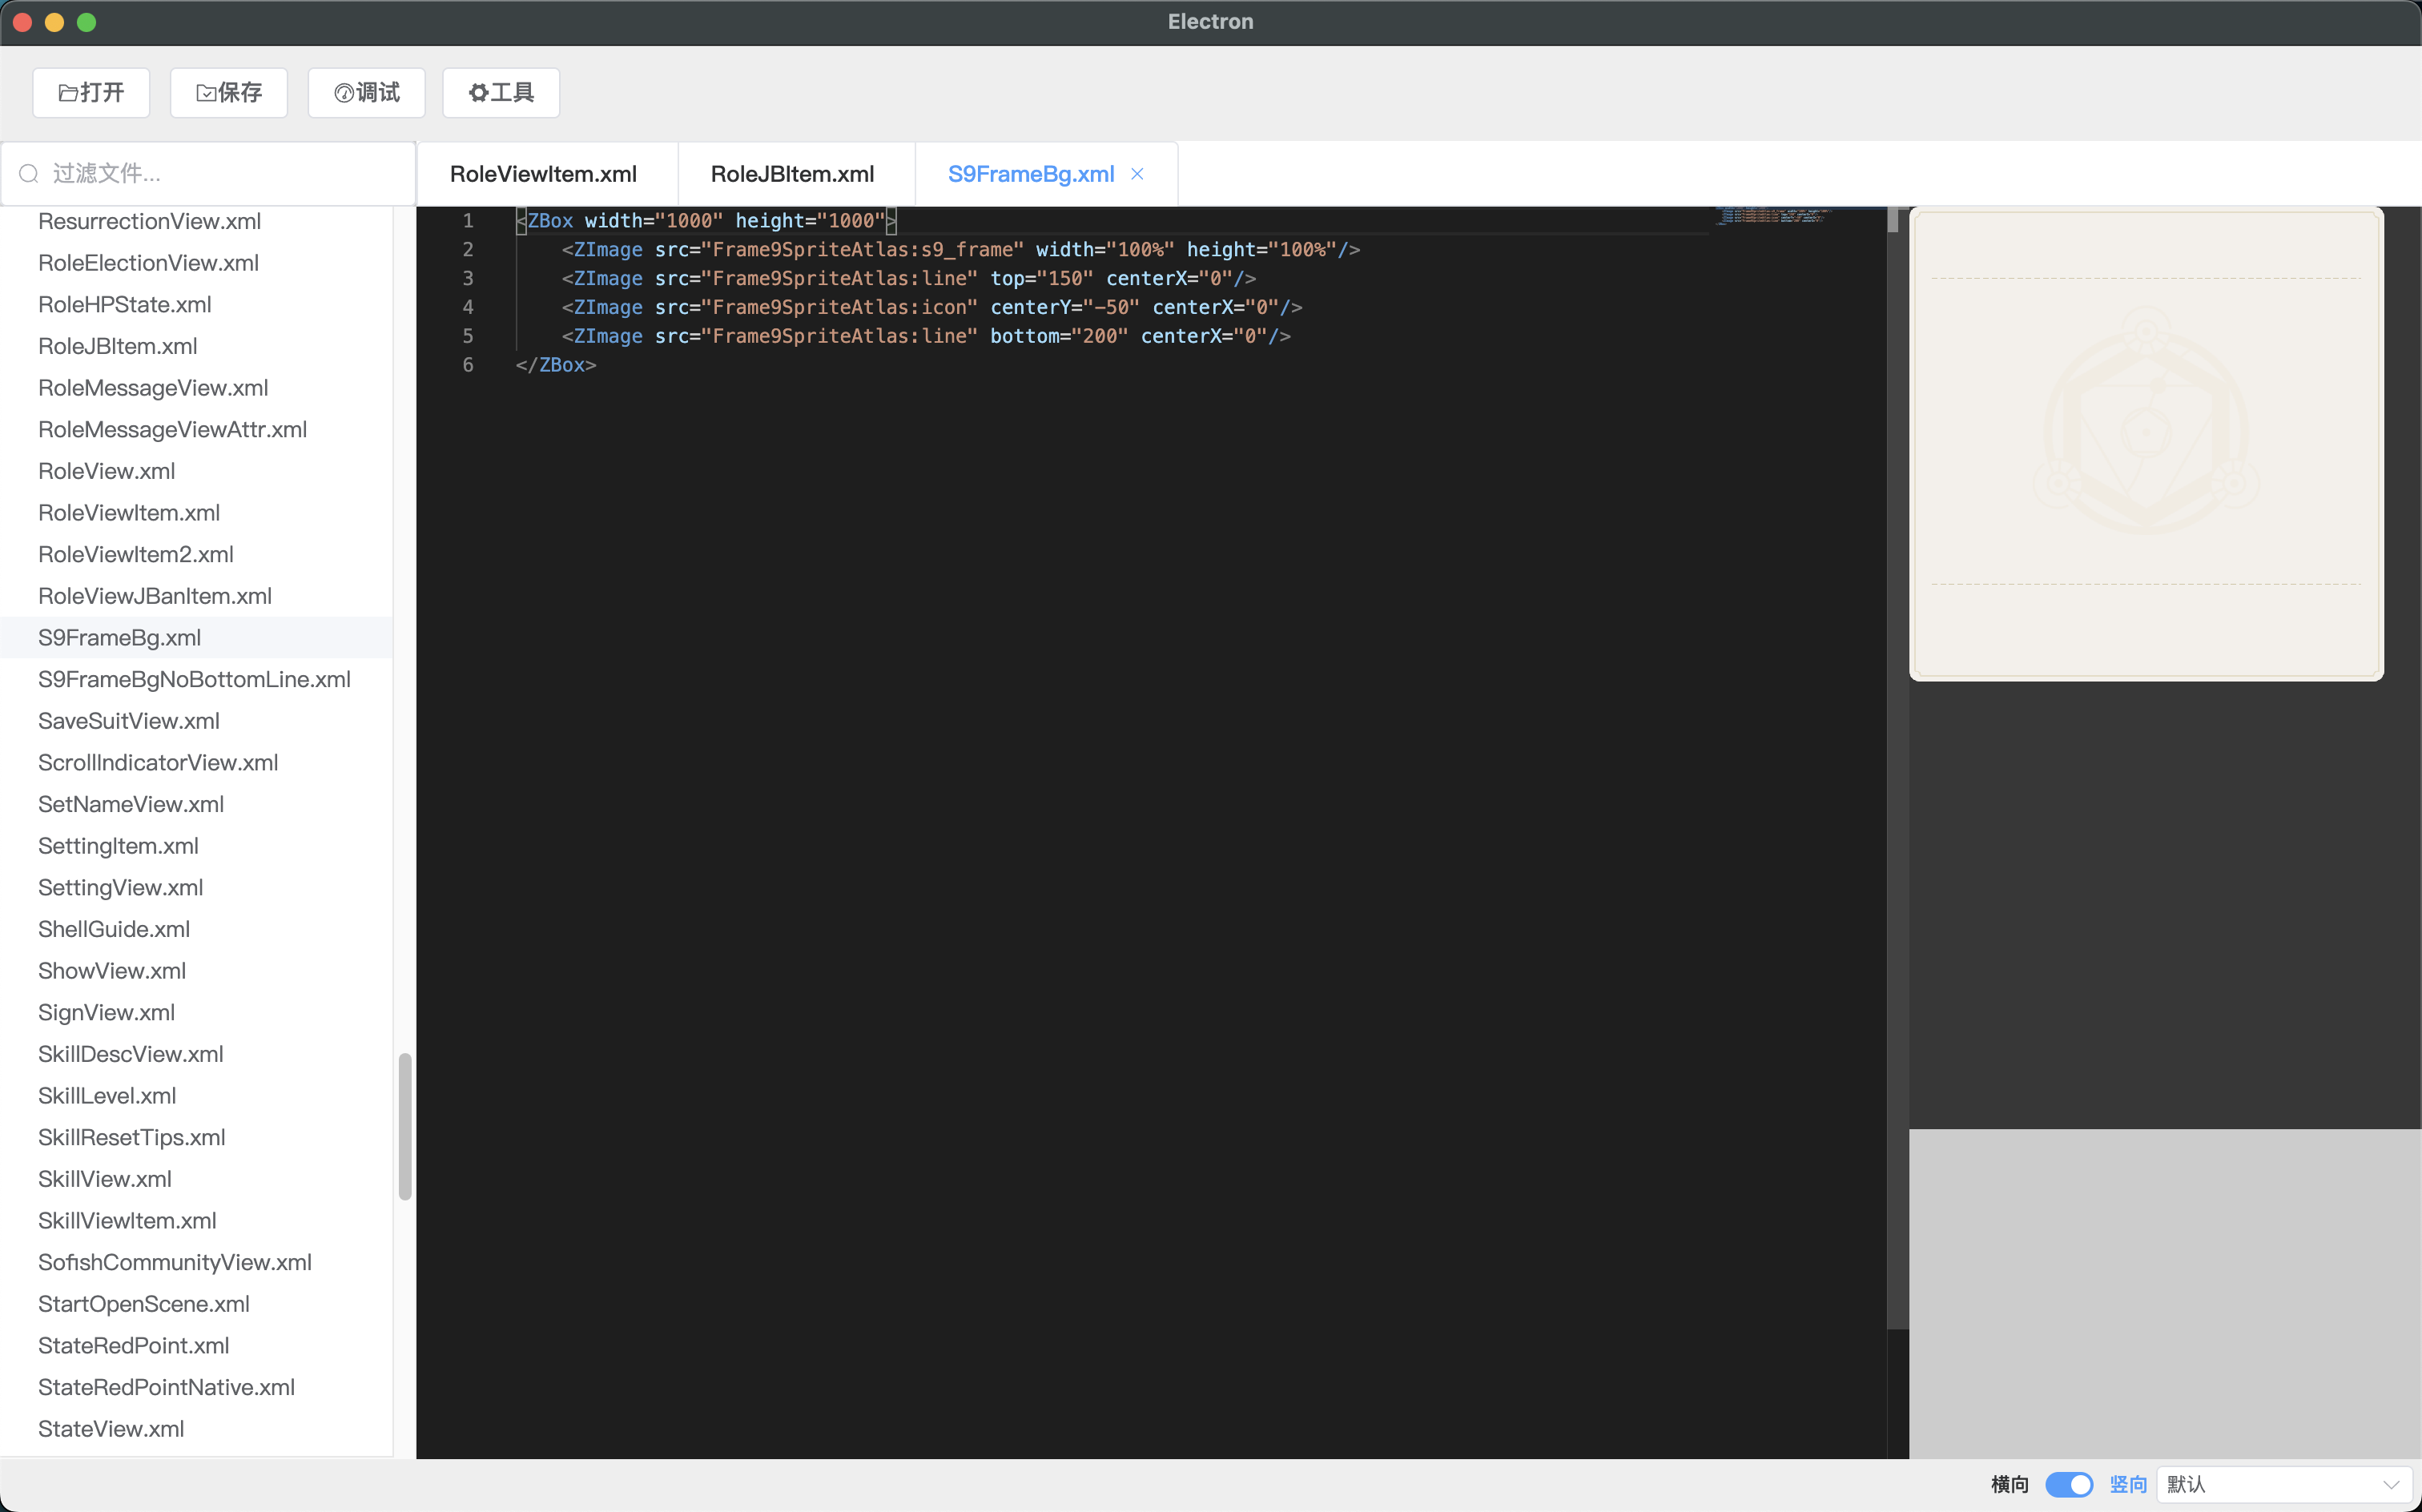 Electron
打开 保存 调试 工具
过滤文件...
RoleViewItem.xml RoleJBItem.xml S9FrameBg.xml
ResurrectionView.xml
RoleElectionView.xml
RoleHPState.xml
RoleJBItem.xml
RoleMessageView.xml
RoleMessageViewAttr.xml
RoleView.xml
RoleViewItem.xml
RoleViewItem2.xml
RoleViewJBanItem.xml
S9FrameBg.xml
S9FrameBgNoBottomLine.xml
SaveSuitView.xml
ScrollIndicatorView.xml
SetNameView.xml
SettingItem.xml
SettingView.xml
ShellGuide.xml
ShowView.xml
SignView.xml
SkillDescView.xml
SkillLevel.xml
SkillResetTips.xml
SkillView.xml
SkillViewItem.xml
SofishCommunityView.xml
StartOpenScene.xml
StateRedPoint.xml
StateRedPointNative.xml
StateView.xml
1 <ZBox width="1000" height="1000">
2 <ZImage src="Frame9SpriteAtlas:s9_frame" width="100%" height="100%"/>
3 <ZImage src="Frame9SpriteAtlas:line" top="150" centerX="0"/>
4 <ZImage src="Frame9SpriteAtlas:icon" centerY="-50" centerX="0"/>
5 <ZImage src="Frame9SpriteAtlas:line" bottom="200" centerX="0"/>
6 </ZBox>
横向 竖向 默认